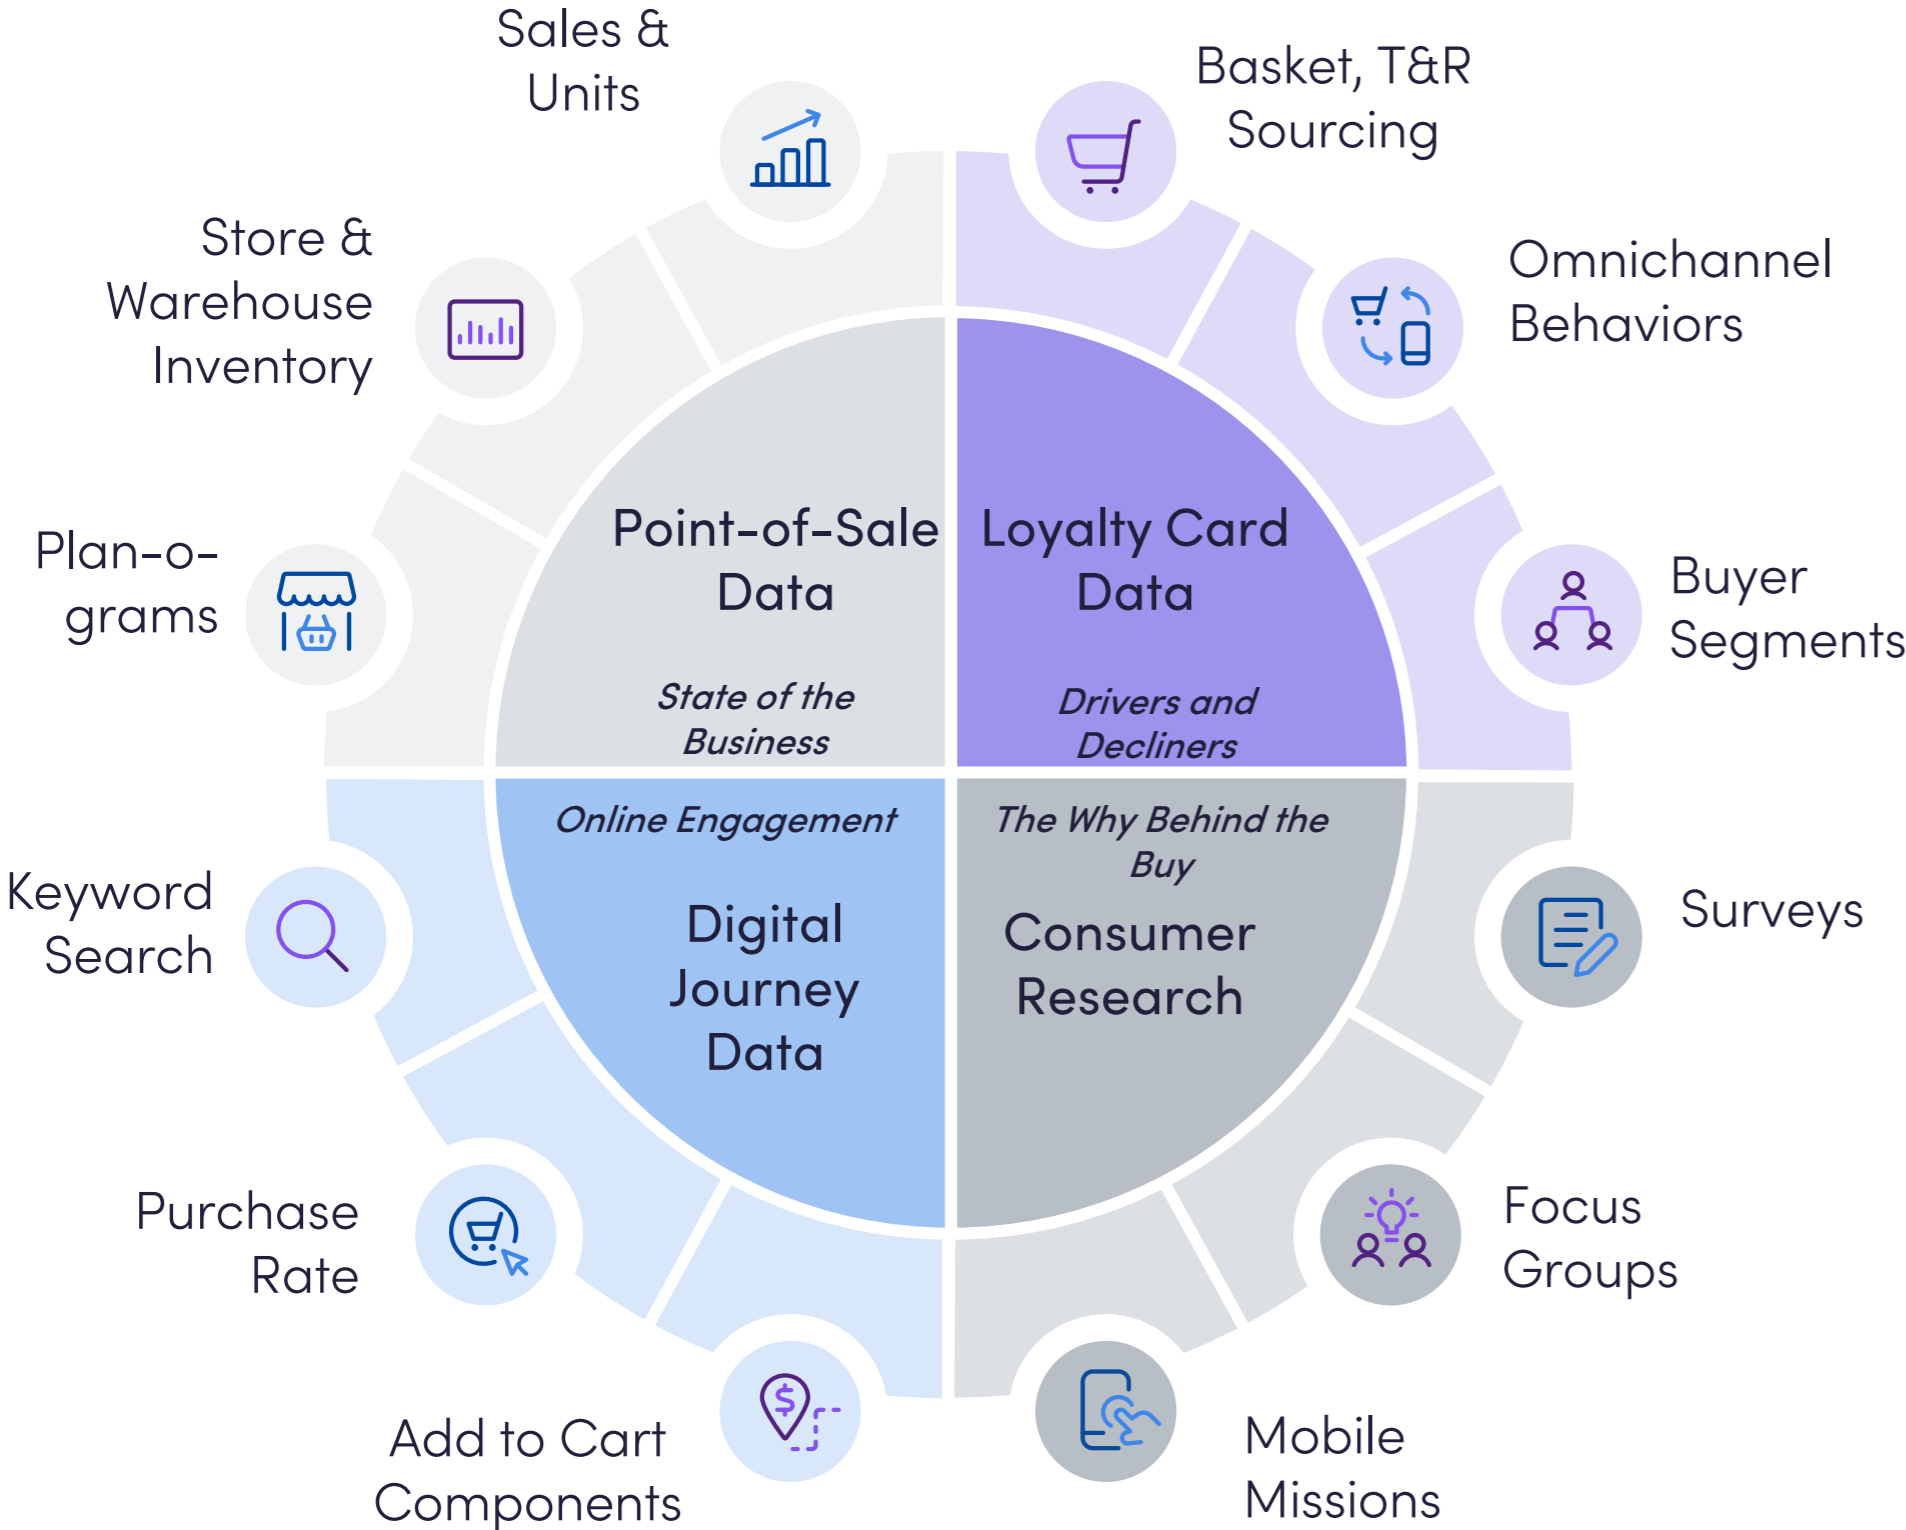 Sales &
Units
Basket, T&R
Sourcing
Store &
Warehouse
Inventory
Omnichannel
Behaviors
Plan-o-
grams
Point-of-Sale
Data
State of the
Business
Loyalty Card
Data
Drivers and
Decliners
Buyer
Segments
Keyword
Search
Online Engagement
Digital
Journey
Data
The Why Behind the
Buy
Consumer
Research
Surveys
Purchase
Rate
Focus
Groups
$
Add to Cart
Components
Mobile
Missions